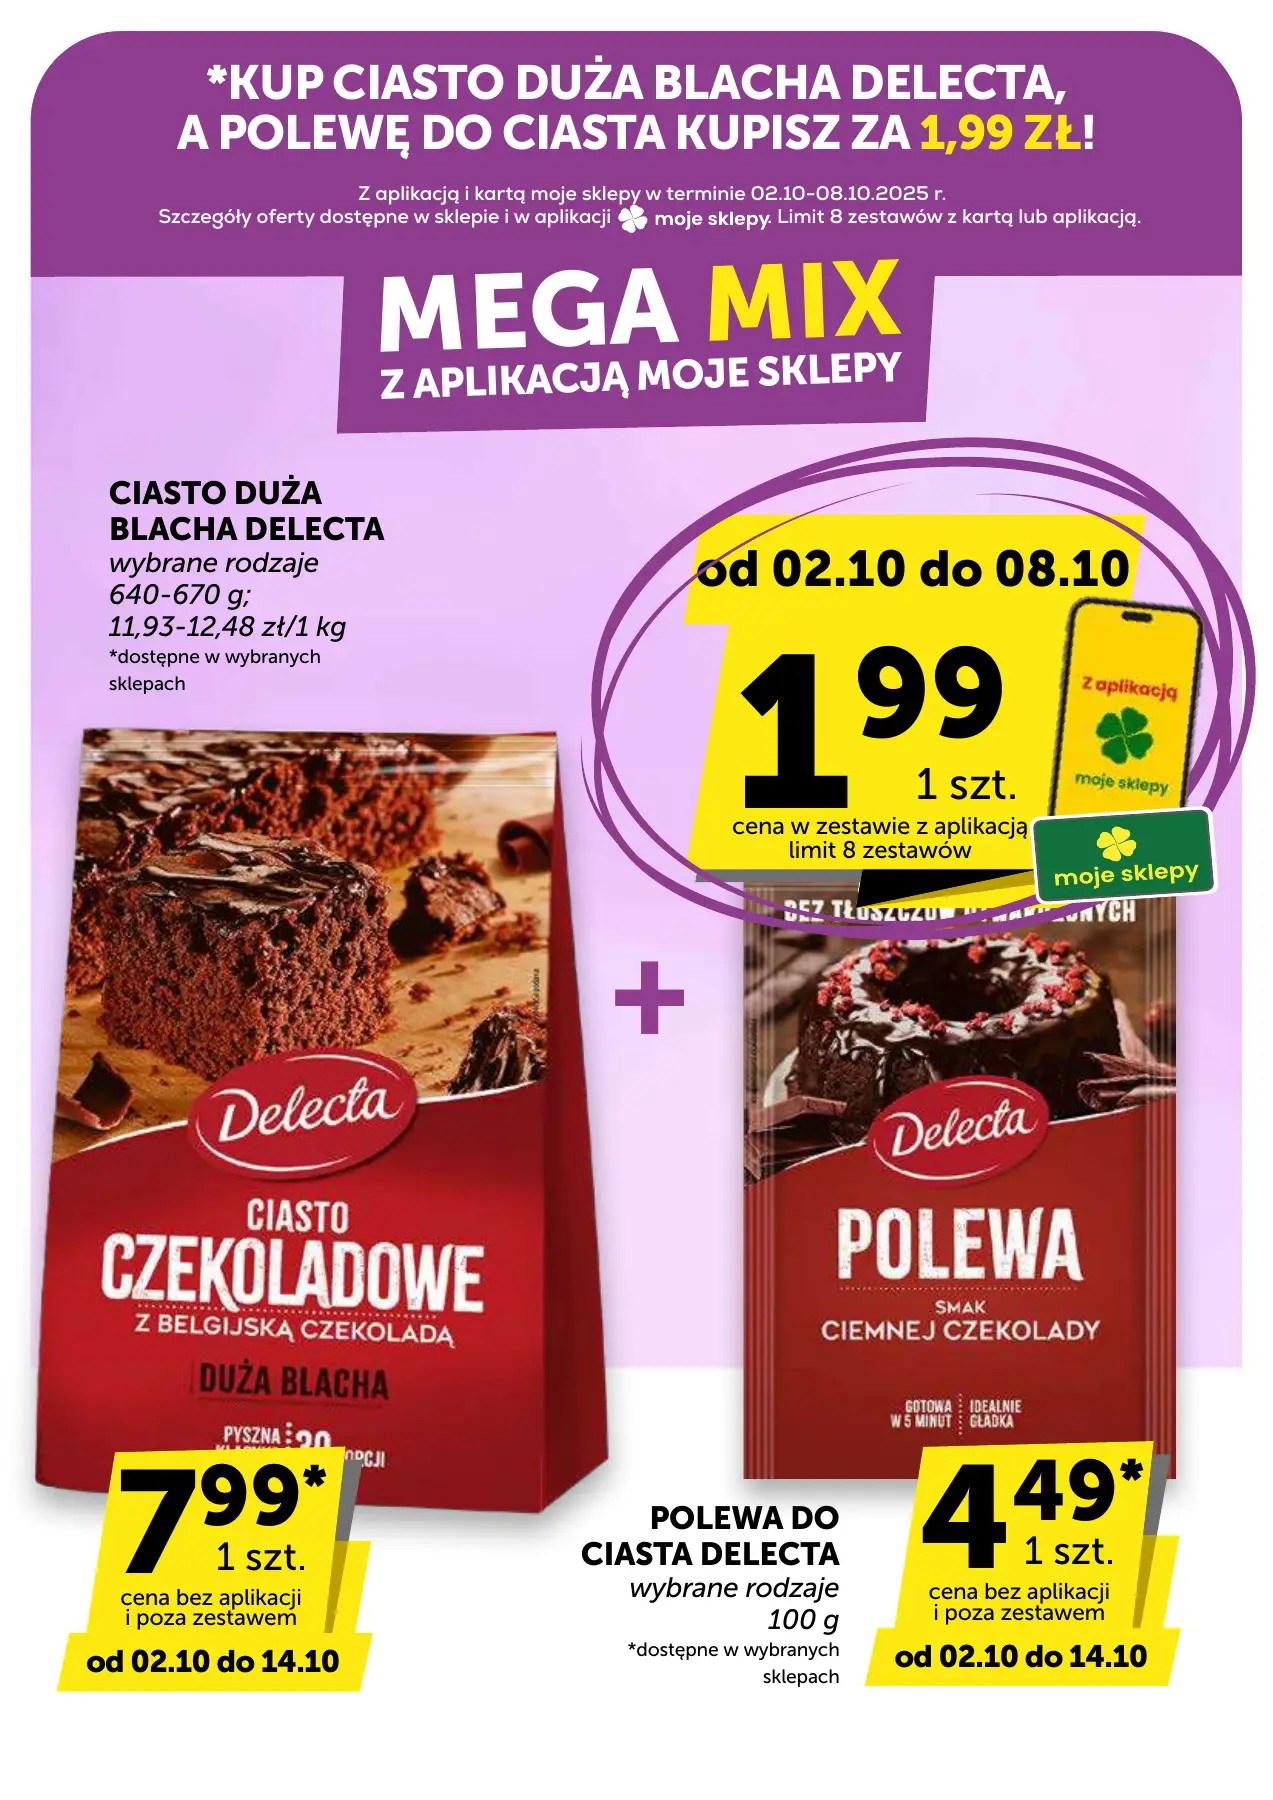 *KUP CIASTO DUŻA BLACHA DELECTA,
A POLEWĘ DO CIASTA KUPISZ ZA 1,99 ZŁ!
Z aplikacją i kartą moje sklepy w terminie 02.10-08.10.2025 r.
Szczegóły oferty dostępne w sklepie i w aplikacji moje sklepy. Limit 8 zestawów z kartą lub aplikacją.
MEGA MIX
Z APLIKACJĄ MOJE SKLEPY
CIASTO DUŻA
BLACHA DELECTA
wybrane rodzaje
640-670 g;
11,93-12,48 zł/1 kg
*dostępne w wybranych
sklepach
od 02.10 do 08.10
1 99
1 szt.
cena w zestawie z aplikacją
limit 8 zestawów
Z aplikacją
moje sklepy
moje sklepy
Delecta
CIASTO
CZEKOLADOWE
Z BELGIJSKĄ CZEKOLADĄ
DUŻA BLACHA
PYSZNA
+
BEZ TŁUSZCZÓW
Delecta
POLEWA
SMAK
CIEMNEJ CZEKOLADY
GOTOWA W 5 MINUT
IDEALNIE GŁADKA
7 99*
1 szt.
cena bez aplikacji
i poza zestawem
od 02.10 do 14.10
POLEWA DO
CIASTA DELECTA
wybrane rodzaje
100 g
*dostępne w wybranych
sklepach
4 49*
1 szt.
cena bez aplikacji
i poza zestawem
od 02.10 do 14.10